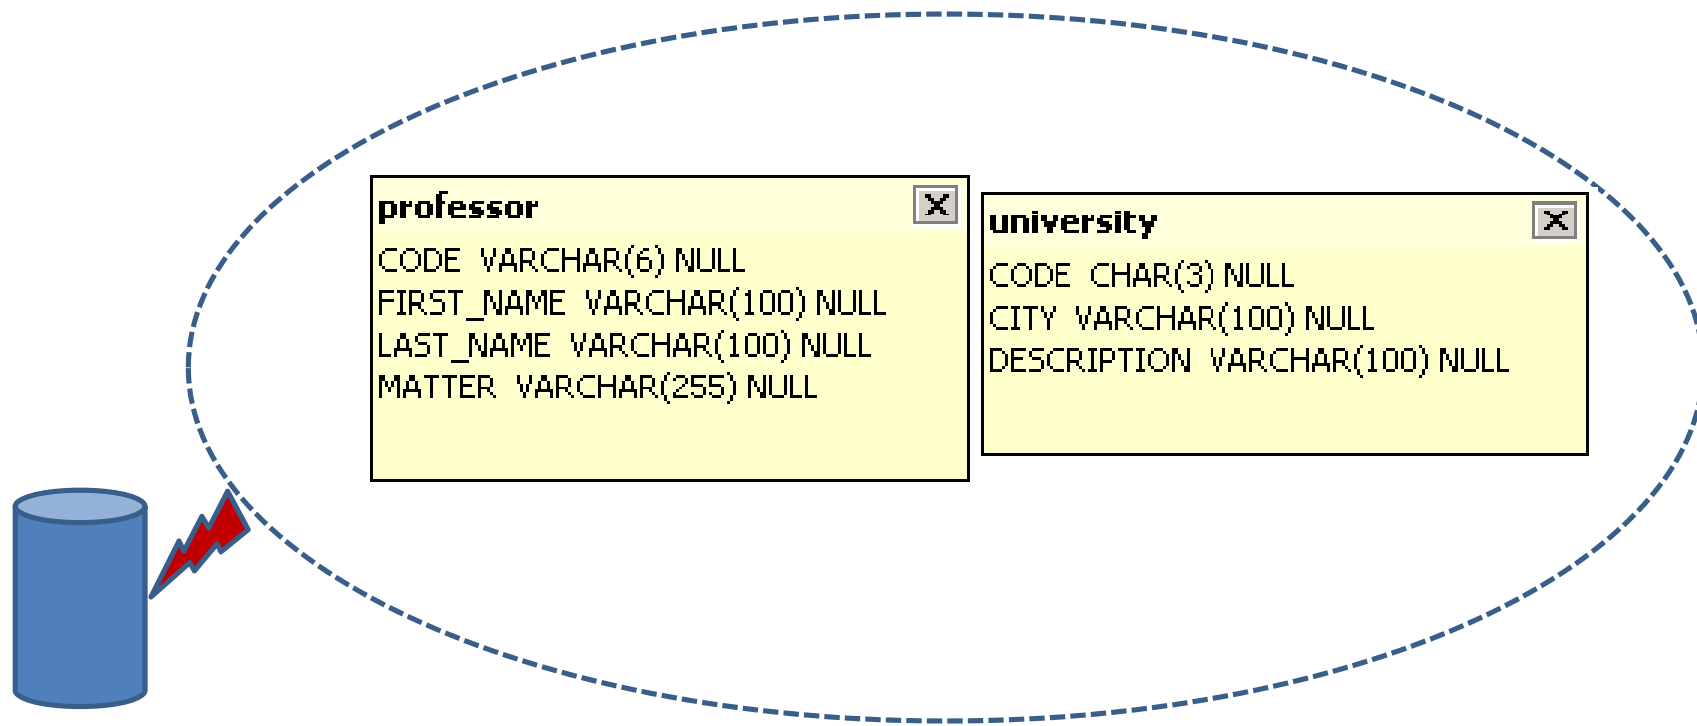 professor
CODE VARCHAR(6) NULL
FIRST_NAME VARCHAR(100) NULL
LAST_NAME VARCHAR(100) NULL
MATTER VARCHAR(255) NULL
university
CODE CHAR(3) NULL
CITY VARCHAR(100) NULL
DESCRIPTION VARCHAR(100) NULL